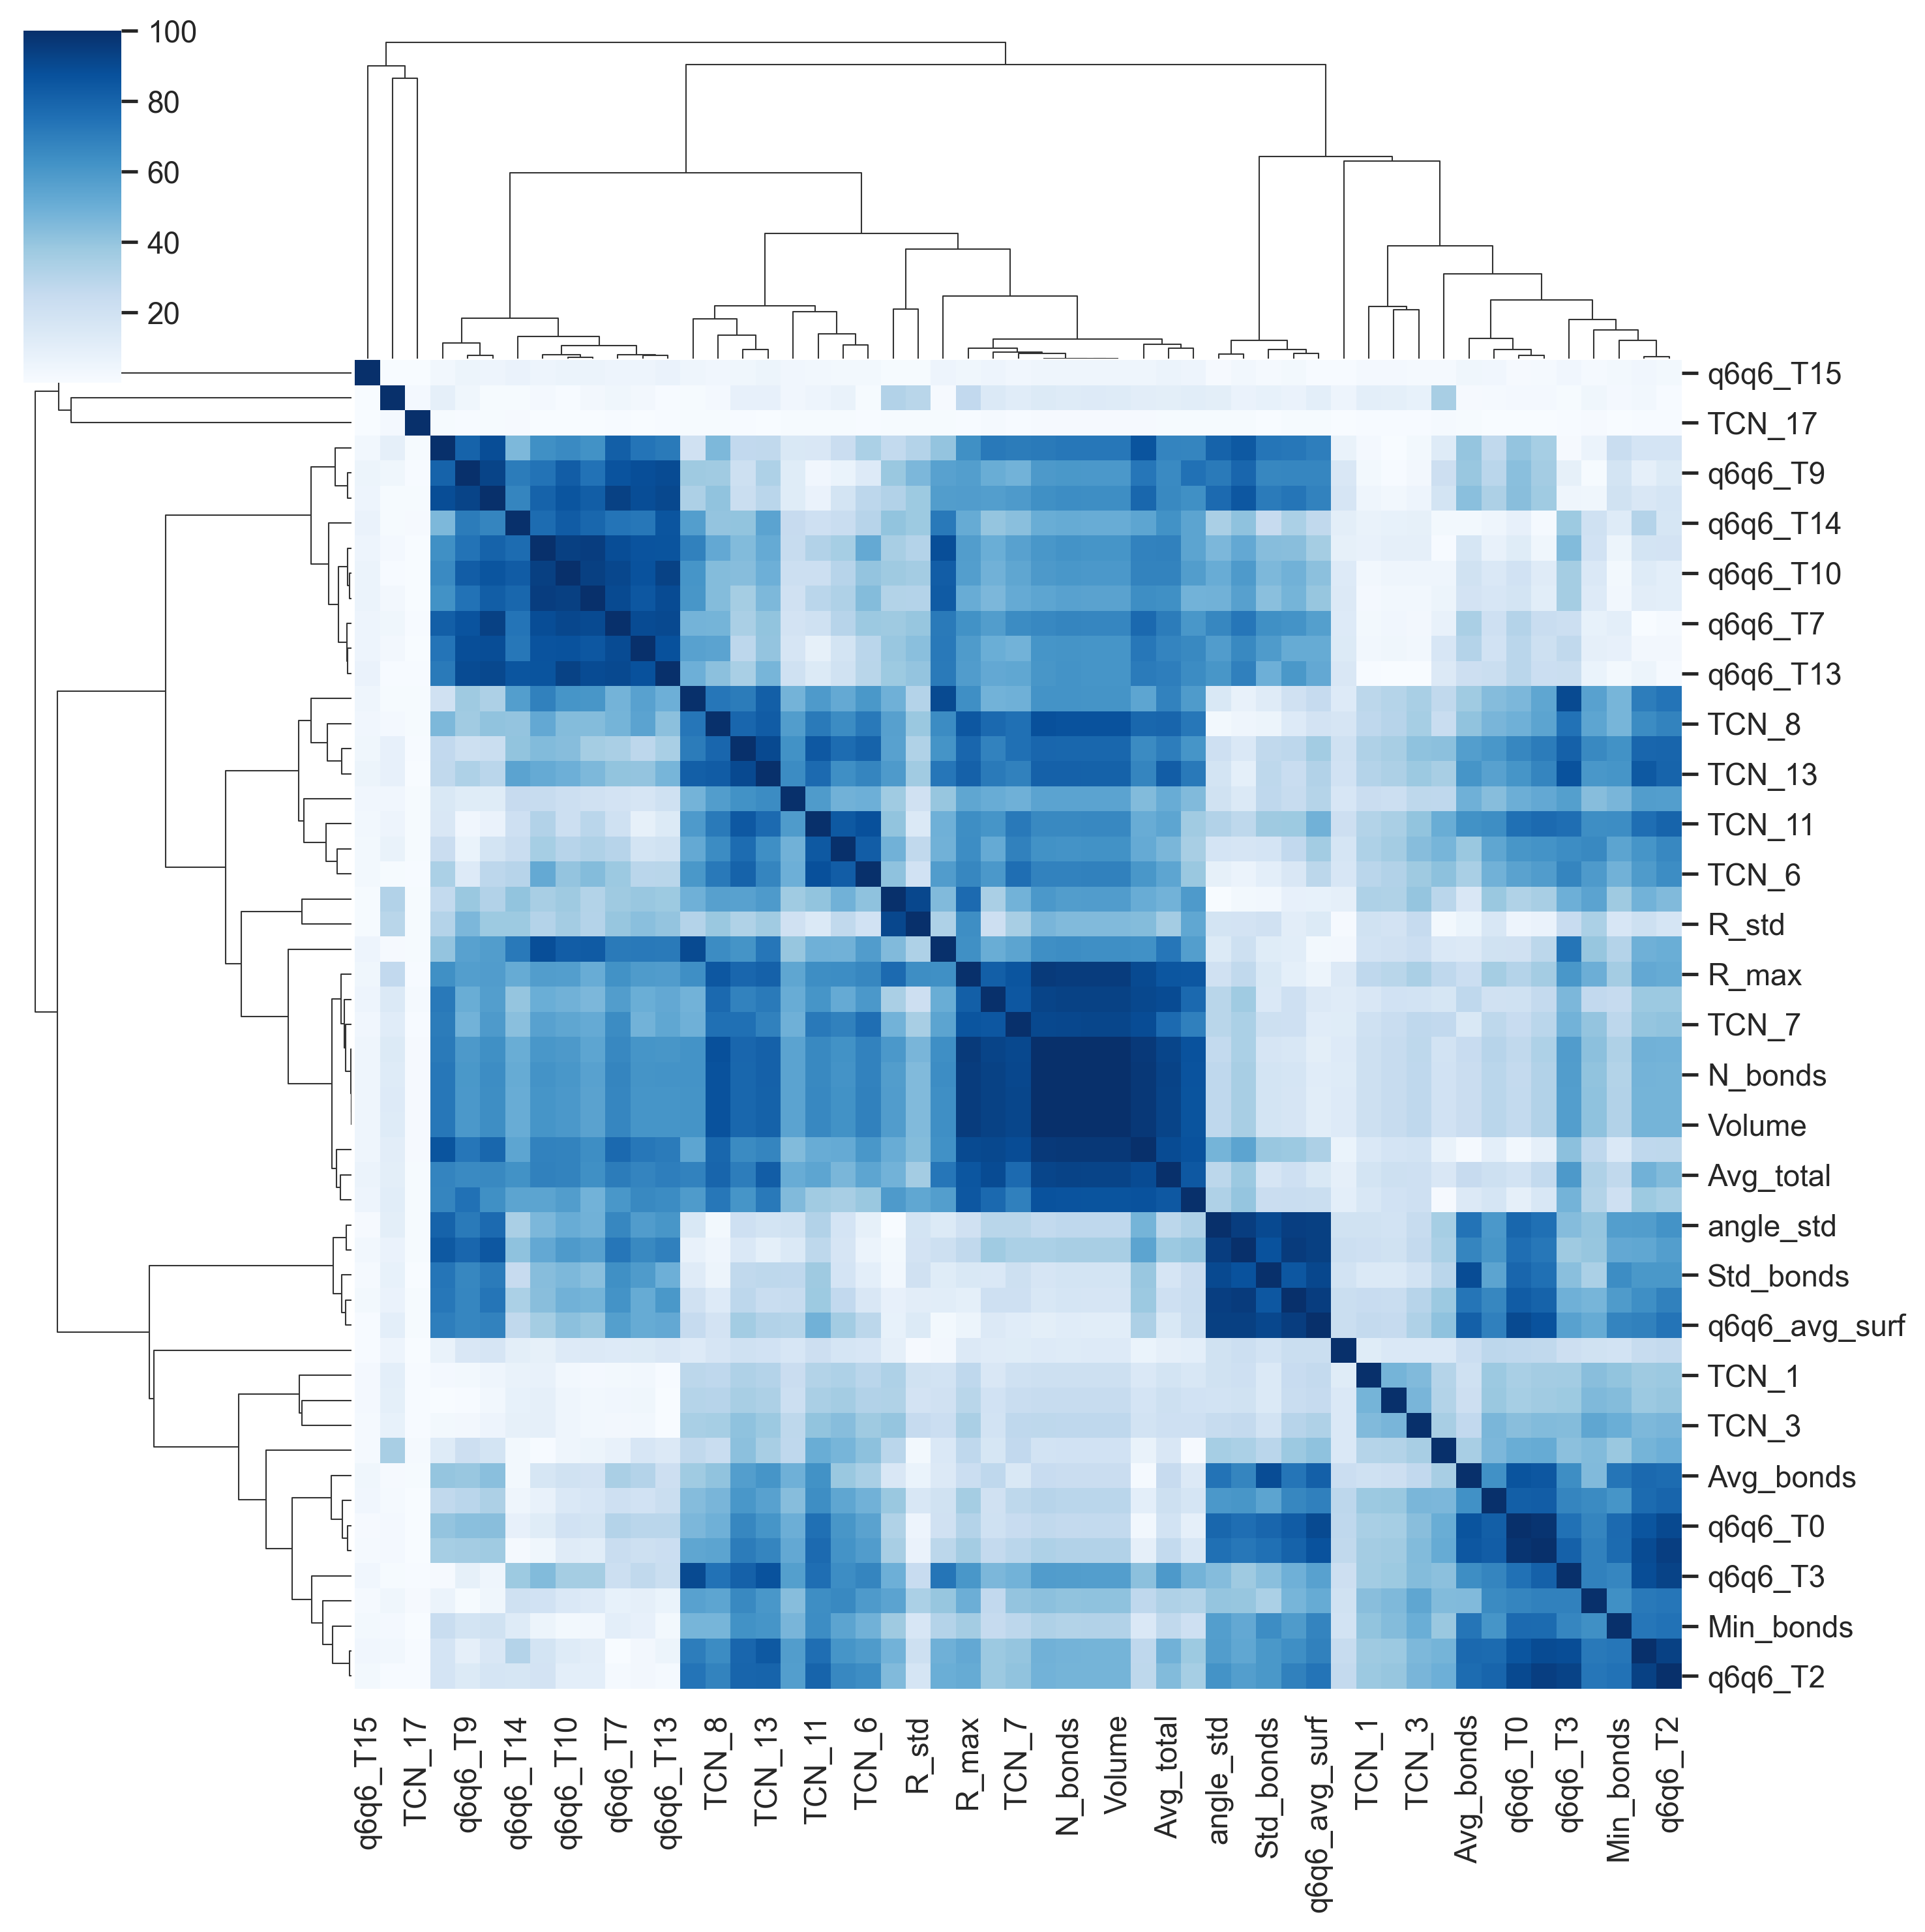 100
80
60
40
20
q6q6_T15
TCN_17
q6q6_T9
q6q6_T14
q6q6_T10
q6q6_T7
q6q6_T13
TCN_8
TCN_13
TCN_11
TCN_6
R_std
R_max
TCN_7
N_bonds
Volume
Avg_total
angle_std
Std_bonds
q6q6_avg_surf
TCN_1
TCN_3
Avg_bonds
q6q6_T0
q6q6_T3
Min_bonds
q6q6_T2
q6q6_T15
TCN_17
q6q6_T9
q6q6_T14
q6q6_T10
q6q6_T7
q6q6_T13
TCN_8
TCN_13
TCN_11
TCN_6
R_std
R_max
TCN_7
N_bonds
Volume
Avg_total
angle_std
Std_bonds
q6q6_avg_surf
TCN_1
TCN_3
Avg_bonds
q6q6_T0
q6q6_T3
Min_bonds
q6q6_T2